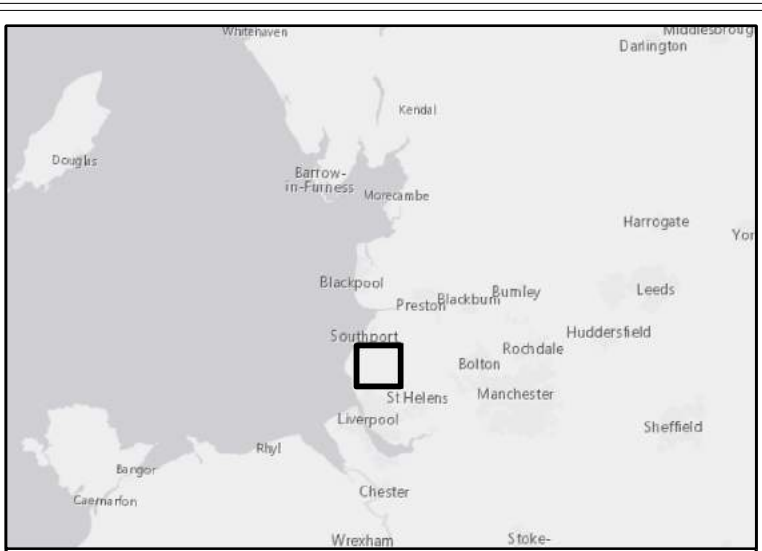 Whitehaven
Middlesbroug
Darlington
Kendal
Douglas
Barrow-
in-Furness
Morecambe
Harrogate
Yor
Blackpool
Preston
Blackburn
Burnley
Leeds
Southport
Huddersfield
Rochdale
Bolton
St Helens
Manchester
Liverpool
Sheffield
Rhyl
Bangor
Caernarfon
Chester
Wrexham
Stoke-